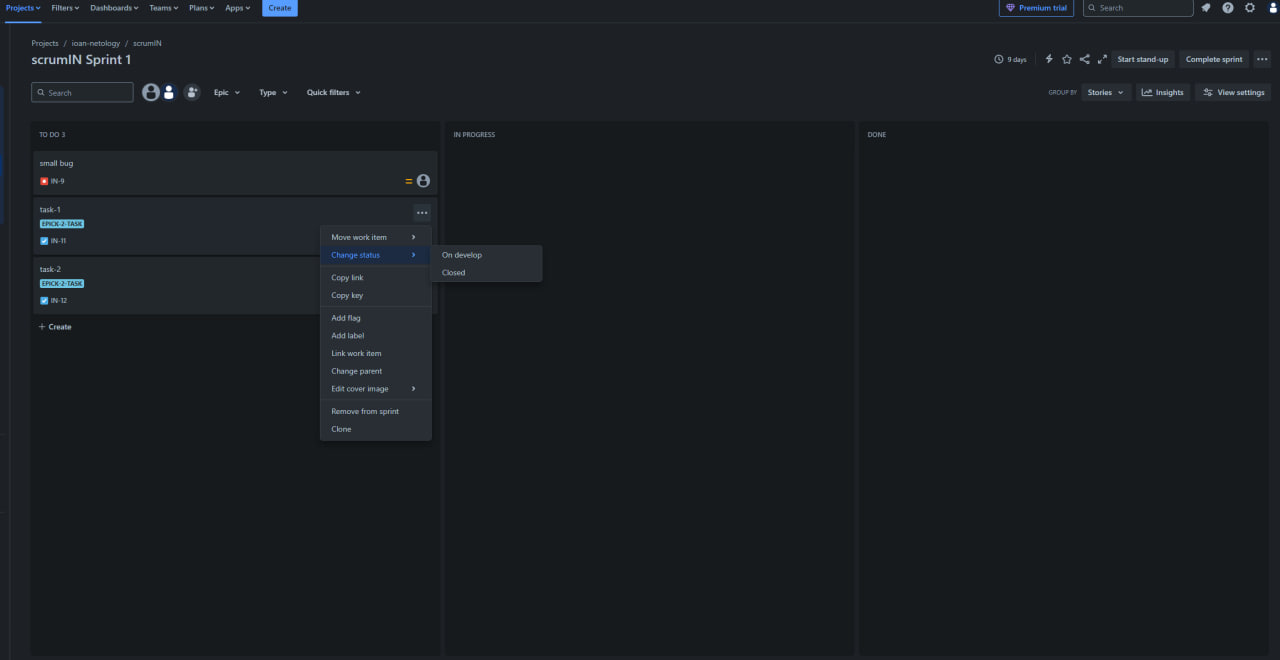 Projects Filters Dashboards Teams Plans Apps Create Premium trial Search
Projects / ioan-netology / scrumIN
scrumIN Sprint 1
9 days Start stand-up Complete sprint
Search Epic Type Quick filters GROUP BY Stories Insights View settings
TO DO 3 IN PROGRESS DONE
small bug
IN-9
task-1
EPICK-2-TASK
IN-11
task-2
EPICK-2-TASK
IN-12
+ Create
Move work item
Change status
On develop
Closed
Copy link
Copy key
Add flag
Add label
Link work item
Change parent
Edit cover image
Remove from sprint
Clone